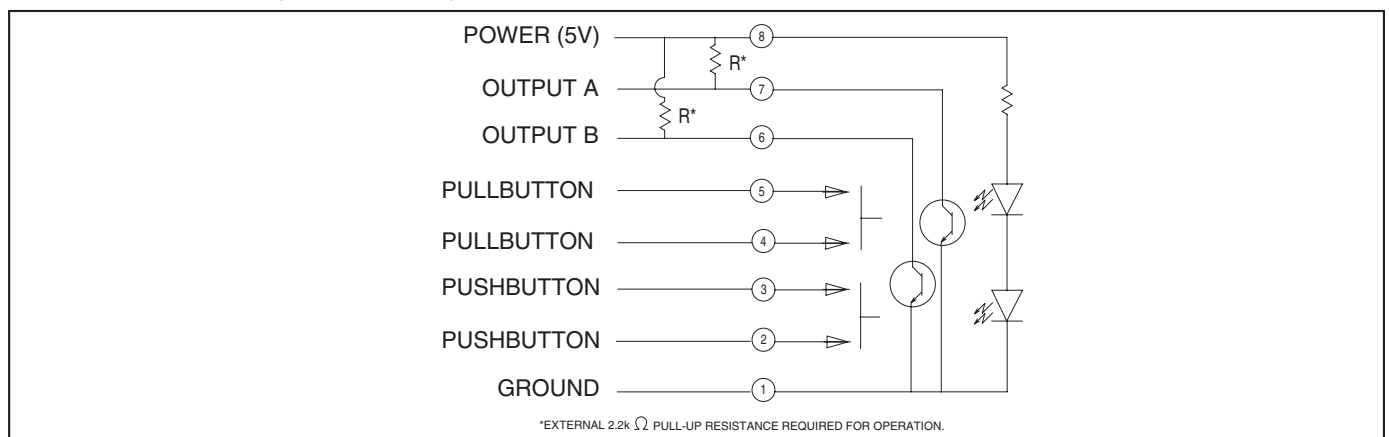 POWER (5V) 8
R*
OUTPUT A 7
R*
OUTPUT B 6
PULLBUTTON 5
PULLBUTTON 4
PUSHBUTTON 3
PUSHBUTTON 2
GROUND 1
*EXTERNAL 2.2k Ω PULL-UP RESISTANCE REQUIRED FOR OPERATION.